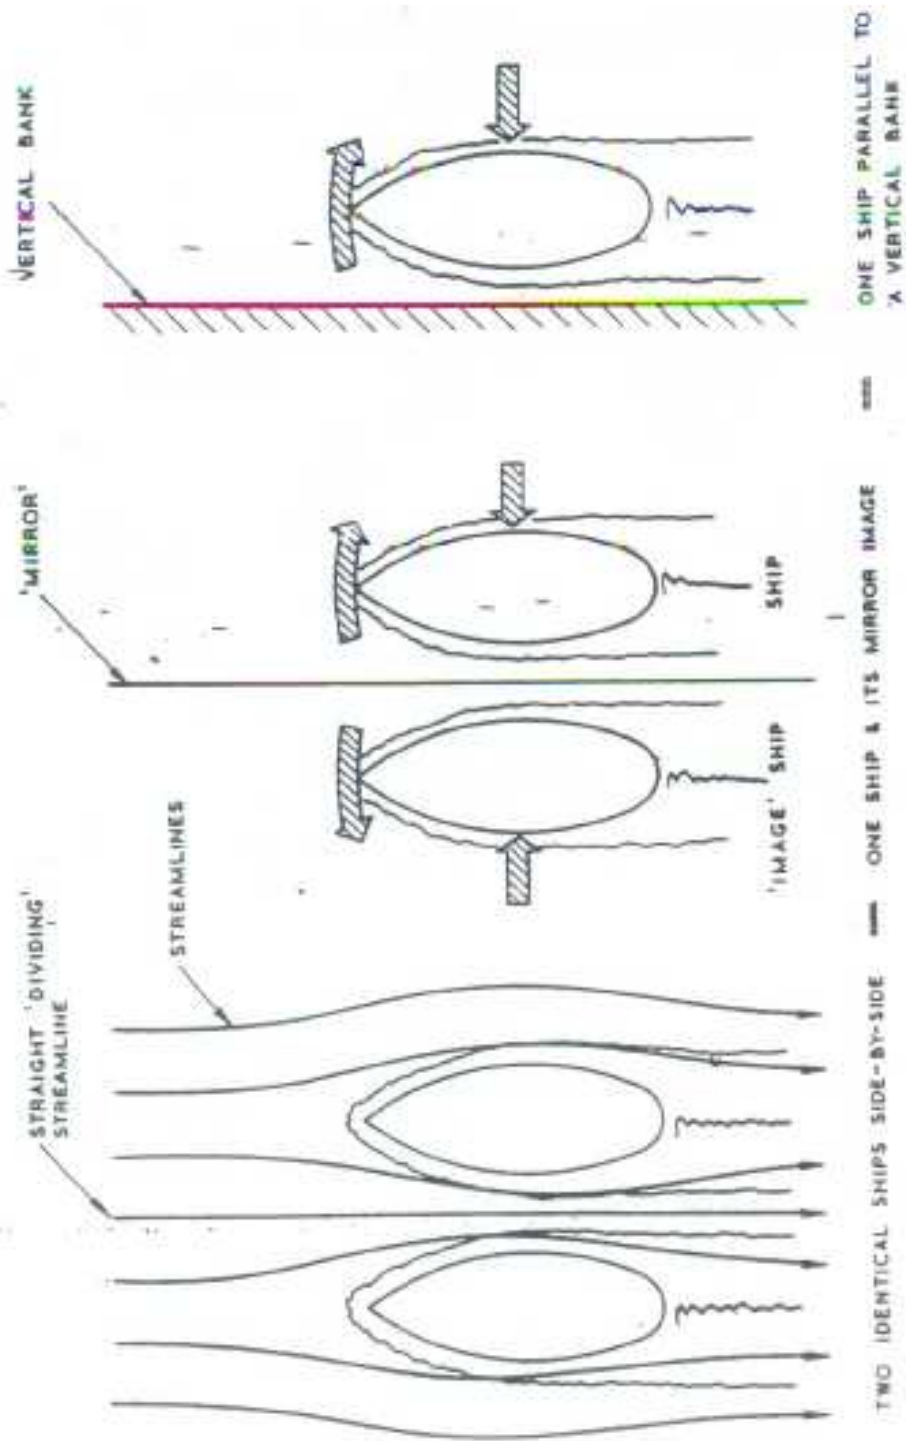 STRAIGHT 'DIVIDING'
STREAMLINE
STREAMLINES
'MIRROR'
VERTICAL BANK
'IMAGE' SHIP
SHIP
TWO IDENTICAL SHIPS SIDE-BY-SIDE = ONE SHIP & ITS MIRROR IMAGE = ONE SHIP PARALLEL TO
A VERTICAL BANK